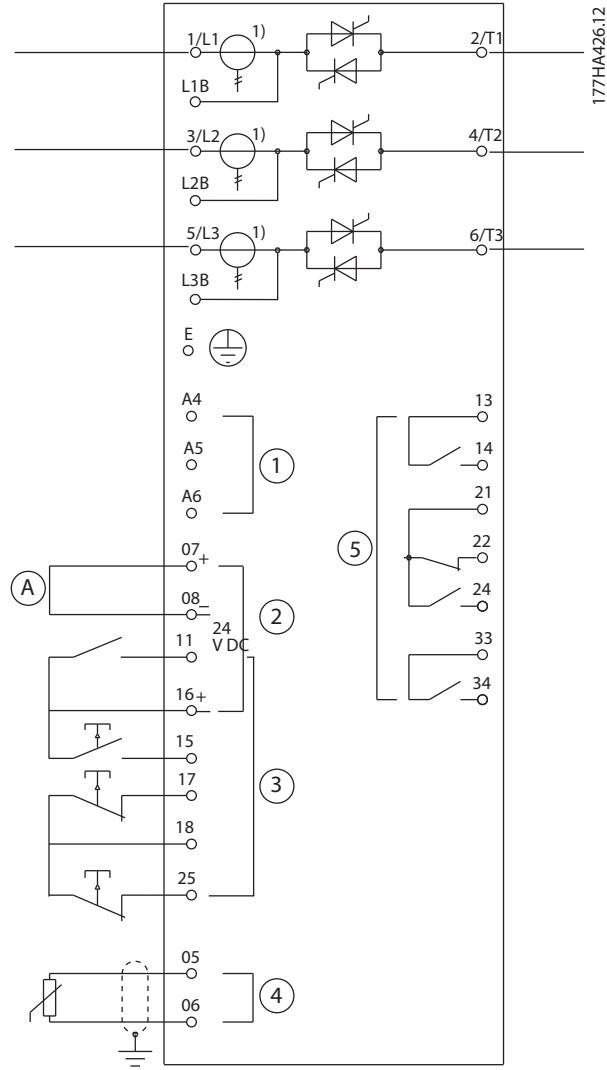 177HA426.12
1/L1 1) 2/T1
L1B
3/L2 1) 4/T2
L2B
5/L3 1) 6/T3
L3B
E
A4 13
14
A5
1
21
A6
07 + 5 22
A
08 – 24
2
24
V DC
11 33
16 + 34
15
17
3
18
25
05
4
06